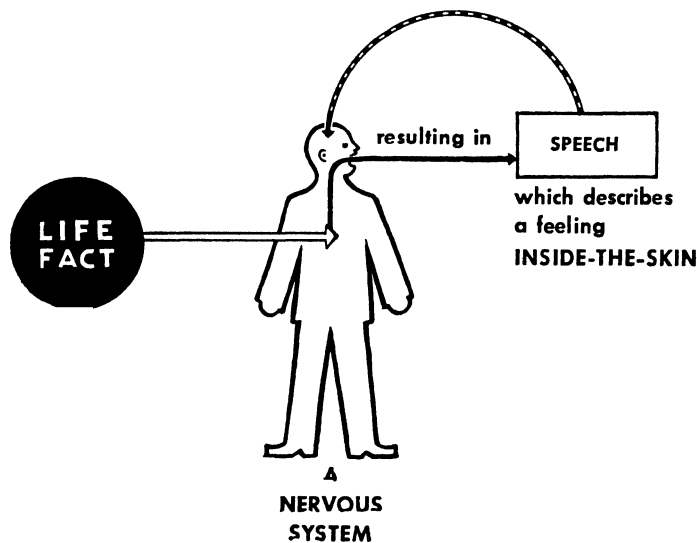 LIFE
FACT
resulting in
SPEECH
which describes
a feeling
INSIDE-THE-SKIN
A
NERVOUS
SYSTEM